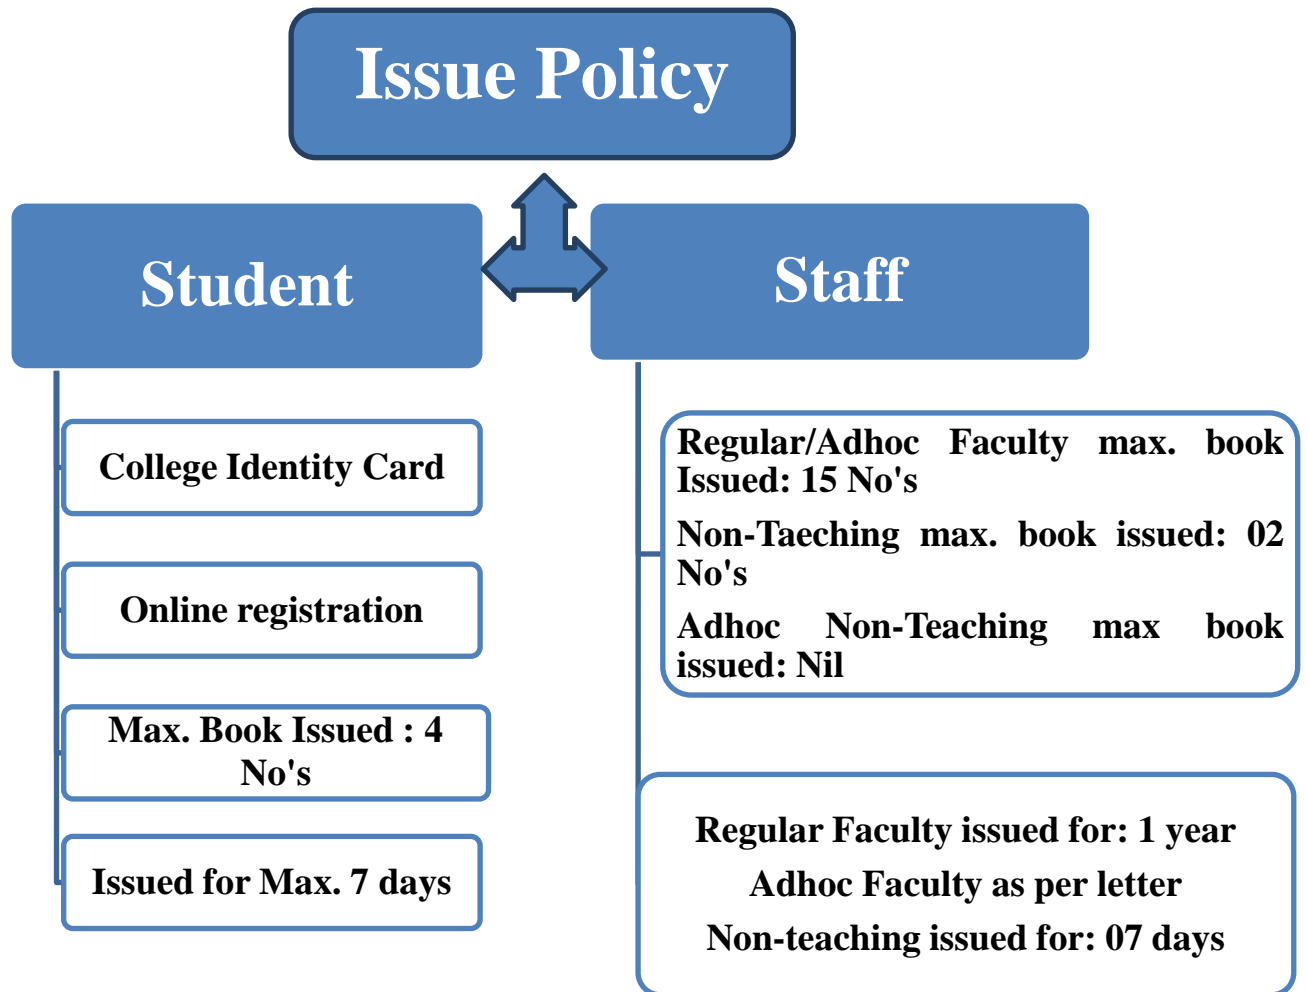 Issue Policy
Student
Staff
College Identity Card
Online registration
Max. Book Issued : 4
No's
Issued for Max. 7 days
Regular/Adhoc Faculty max. book
Issued: 15 No's
Non-Taeching max. book issued: 02
No's
Adhoc Non-Teaching max book
issued: Nil
Regular Faculty issued for: 1 year
Adhoc Faculty as per letter
Non-teaching issued for: 07 days